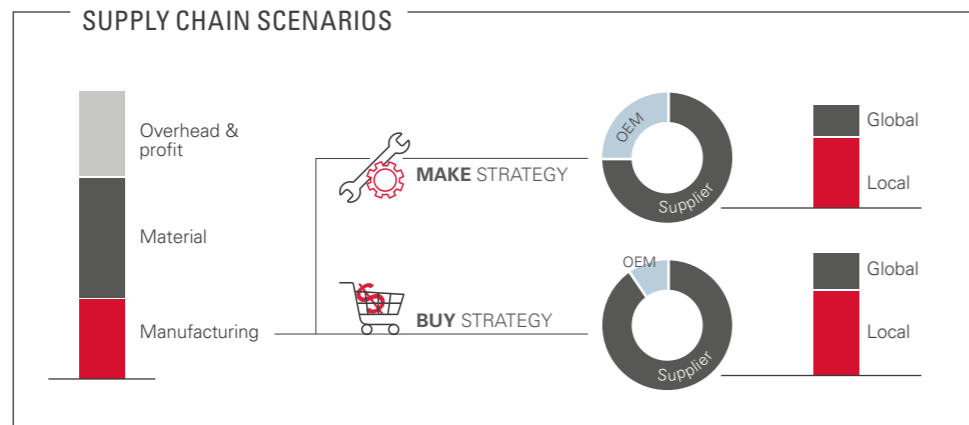 SUPPLY CHAIN SCENARIOS
Overhead &
profit
Material
Manufacturing
MAKE STRATEGY
OEM
Supplier
Global
Local
BUY STRATEGY
OEM
Supplier
Global
Local